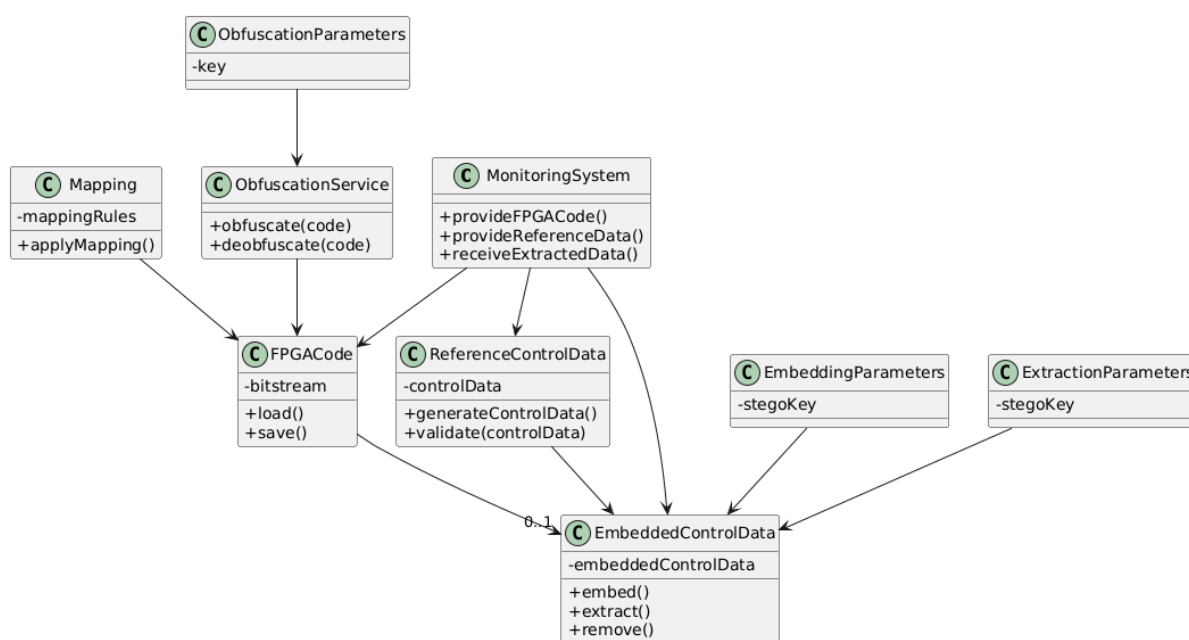 C ObfuscationParameters
-key
C Mapping
-mappingRules
+applyMapping()
C ObfuscationService
+obfuscate(code)
+deobfuscate(code)
C MonitoringSystem
+provideFPGACode()
+provideReferenceData()
+receiveExtractedData()
C FPGACode
-bitstream
+load()
+save()
C ReferenceControlData
-controlData
+generateControlData()
+validate(controlData)
C EmbeddingParameters
-stegoKey
C ExtractionParameters
-stegoKey
0..1
C EmbeddedControlData
-embeddedControlData
+embed()
+extract()
+remove()